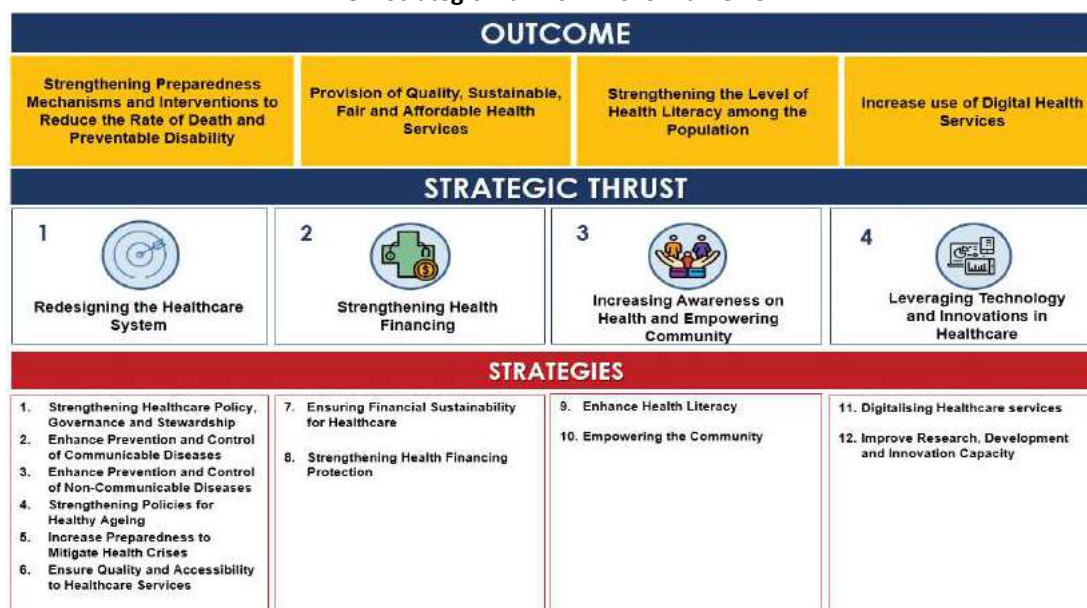 OUTCOME
Strengthening Preparedness
Mechanisms and Interventions to
Reduce the Rate of Death and
Preventable Disability
Provision of Quality, Sustainable,
Fair and Affordable Health
Services
Strengthening the Level of
Health Literacy among the
Population
Increase use of Digital Health
Services
STRATEGIC THRUST
1
Redesigning the Healthcare
System
2
Strengthening Health
Financing
3
Increasing Awareness on
Health and Empowering
Community
4
Leveraging Technology
and Innovations in
Healthcare
STRATEGIES
1. Strengthening Healthcare Policy,
Governance and Stewardship
2. Enhance Prevention and Control
of Communicable Diseases
3. Enhance Prevention and Control
of Non-Communicable Diseases
4. Strengthening Policies for
Healthy Ageing
5. Increase Preparedness to
Mitigate Health Crises
6. Ensure Quality and Accessibility
to Healthcare Services
7. Ensuring Financial Sustainability
for Healthcare
8. Strengthening Health Financing
Protection
9. Enhance Health Literacy
10. Empowering the Community
11. Digitalising Healthcare services
12. Improve Research, Development
and Innovation Capacity